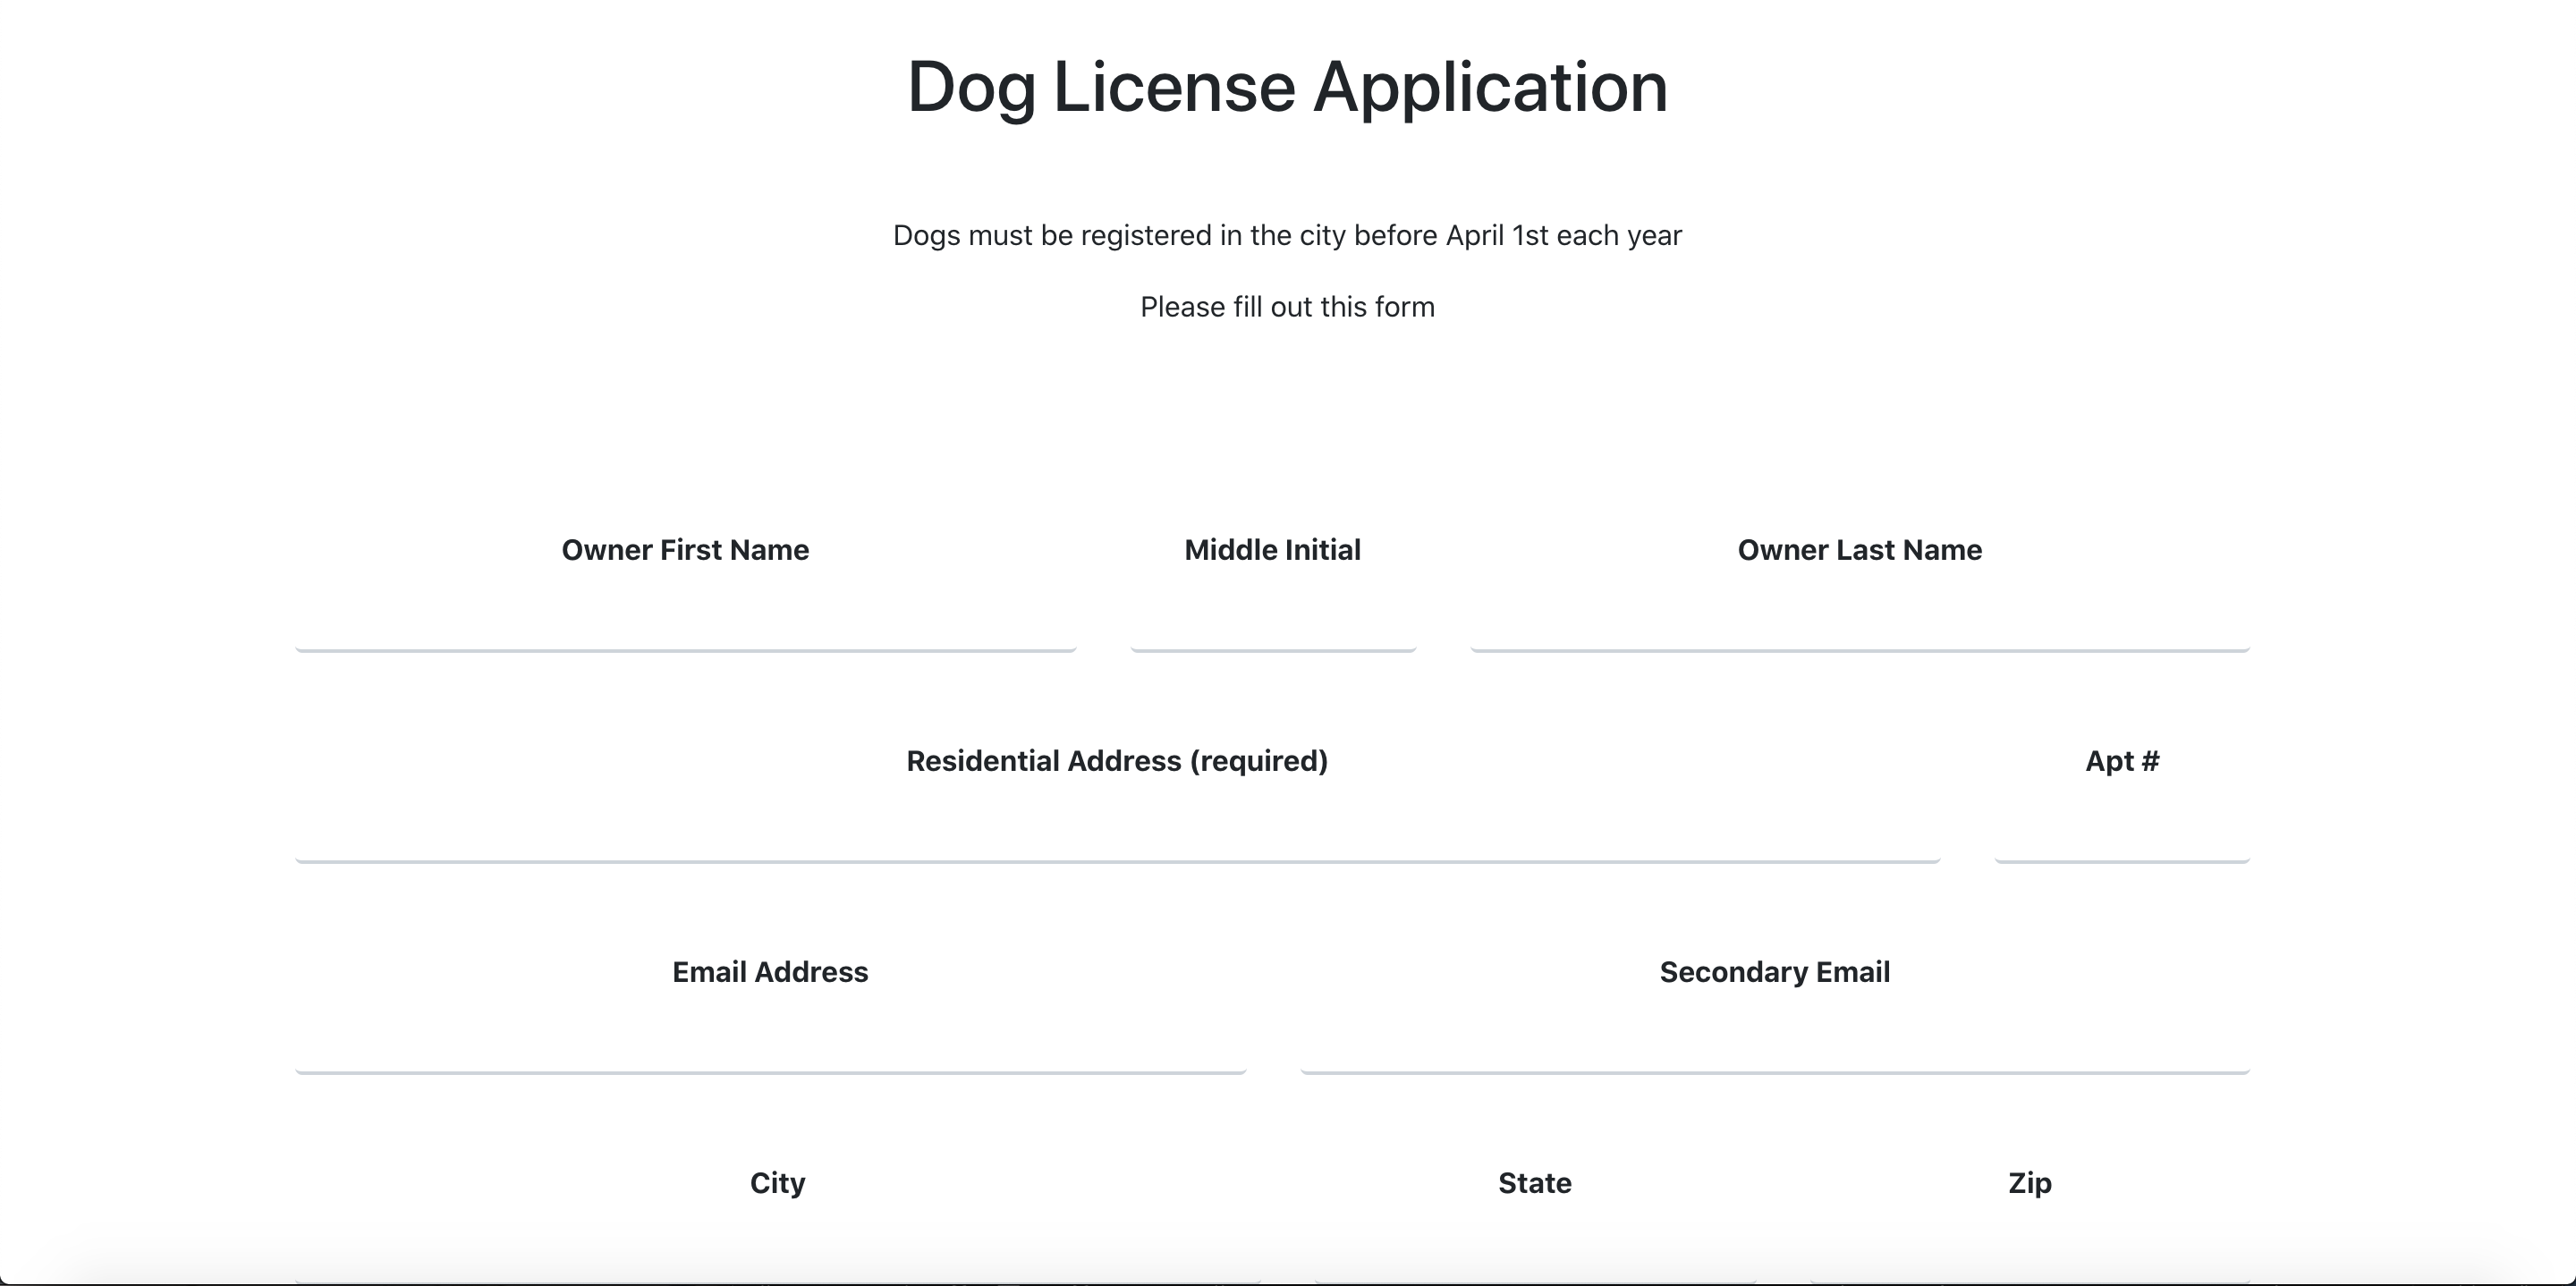 Dog License Application
Dogs must be registered in the city before April 1st each year
Please fill out this form
Owner First Name
Middle Initial
Owner Last Name
Residential Address (required)
Apt #
Email Address
Secondary Email
City
State
Zip